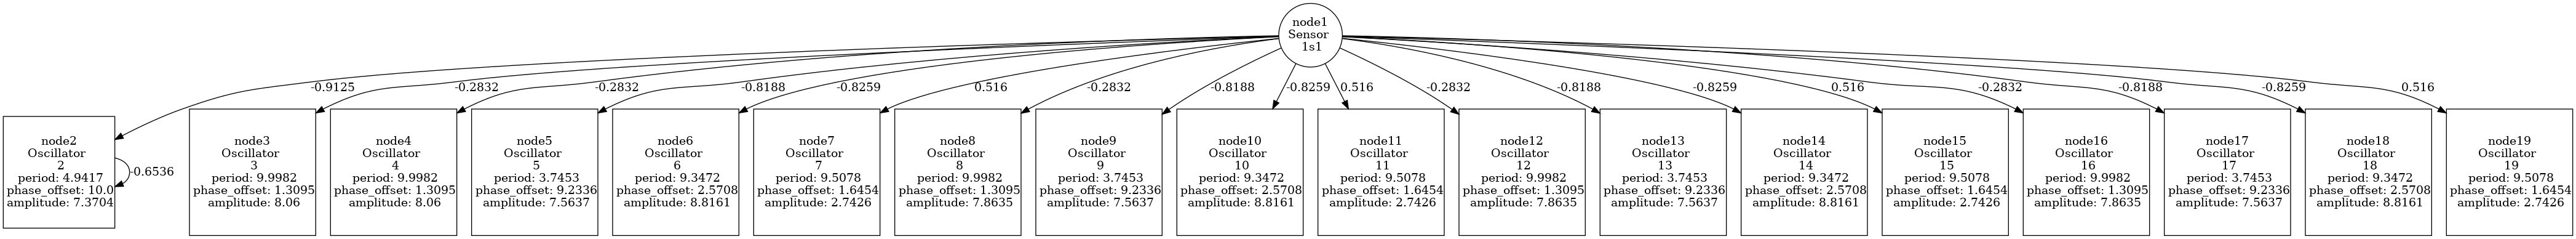 node1
Sensor
1s1
-0.9125
-0.2832
-0.2832
-0.8188
-0.8259
0.516
-0.2832
-0.8188
-0.8259
0.516
-0.2832
-0.8188
-0.8259
0.516
-0.2832
-0.8188
-0.8259
0.516
node2
Oscillator
2
period: 4.9417
phase_offset: 10.0
amplitude: 7.3704
-0.6536
node3
Oscillator
3
period: 9.9982
phase_offset: 1.3095
amplitude: 8.06
node4
Oscillator
4
period: 9.9982
phase_offset: 1.3095
amplitude: 8.06
node5
Oscillator
5
period: 3.7453
phase_offset: 9.2336
amplitude: 7.5637
node6
Oscillator
6
period: 9.3472
phase_offset: 2.5708
amplitude: 8.8161
node7
Oscillator
7
period: 9.5078
phase_offset: 1.6454
amplitude: 2.7426
node8
Oscillator
8
period: 9.9982
phase_offset: 1.3095
amplitude: 7.8635
node9
Oscillator
9
period: 3.7453
phase_offset: 9.2336
amplitude: 7.5637
node10
Oscillator
10
period: 9.3472
phase_offset: 2.5708
amplitude: 8.8161
node11
Oscillator
11
period: 9.5078
phase_offset: 1.6454
amplitude: 2.7426
node12
Oscillator
12
period: 9.9982
phase_offset: 1.3095
amplitude: 7.8635
node13
Oscillator
13
period: 3.7453
phase_offset: 9.2336
amplitude: 7.5637
node14
Oscillator
14
period: 9.3472
phase_offset: 2.5708
amplitude: 8.8161
node15
Oscillator
15
period: 9.5078
phase_offset: 1.6454
amplitude: 2.7426
node16
Oscillator
16
period: 9.9982
phase_offset: 1.3095
amplitude: 7.8635
node17
Oscillator
17
period: 3.7453
phase_offset: 9.2336
amplitude: 7.5637
node18
Oscillator
18
period: 9.3472
phase_offset: 2.5708
amplitude: 8.8161
node19
Oscillator
19
period: 9.5078
phase_offset: 1.6454
amplitude: 2.7426